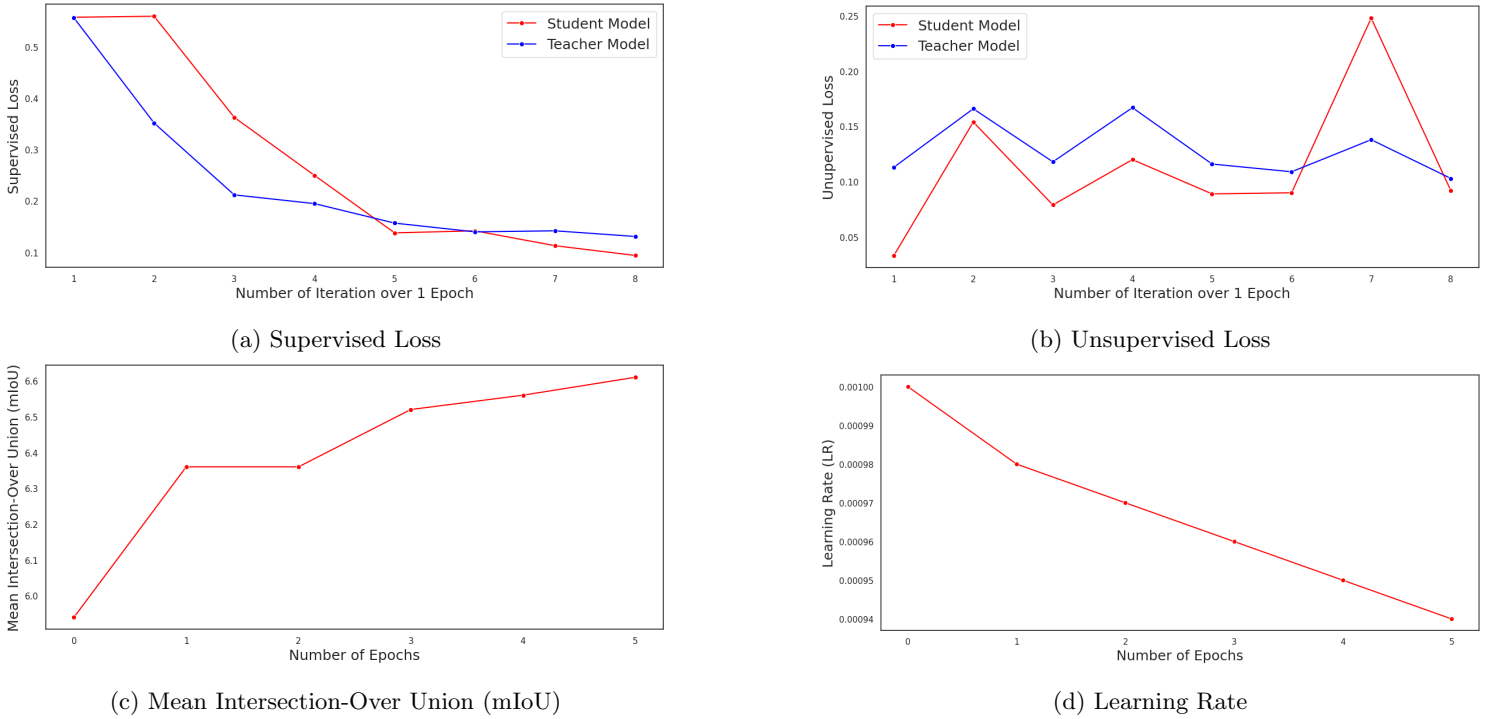 0.5
0.4
0.3
0.2
0.1
Supervised Loss
Student Model
Teacher Model
1 2 3 4 5 6 7 8
Number of Iteration over 1 Epoch
(a) Supervised Loss
0.25
0.20
0.15
0.10
0.05
Unupervised Loss
Student Model
Teacher Model
1 2 3 4 5 6 7 8
Number of Iteration over 1 Epoch
(b) Unsupervised Loss
6.6
6.5
6.4
6.3
6.2
6.1
6.0
Mean Intersection-Over Union (mIoU)
0 1 2 3 4 5
Number of Epochs
(c) Mean Intersection-Over Union (mIoU)
0.00100
0.00099
0.00098
0.00097
0.00096
0.00095
0.00094
Learning Rate (LR)
0 1 2 3 4 5
Number of Epochs
(d) Learning Rate